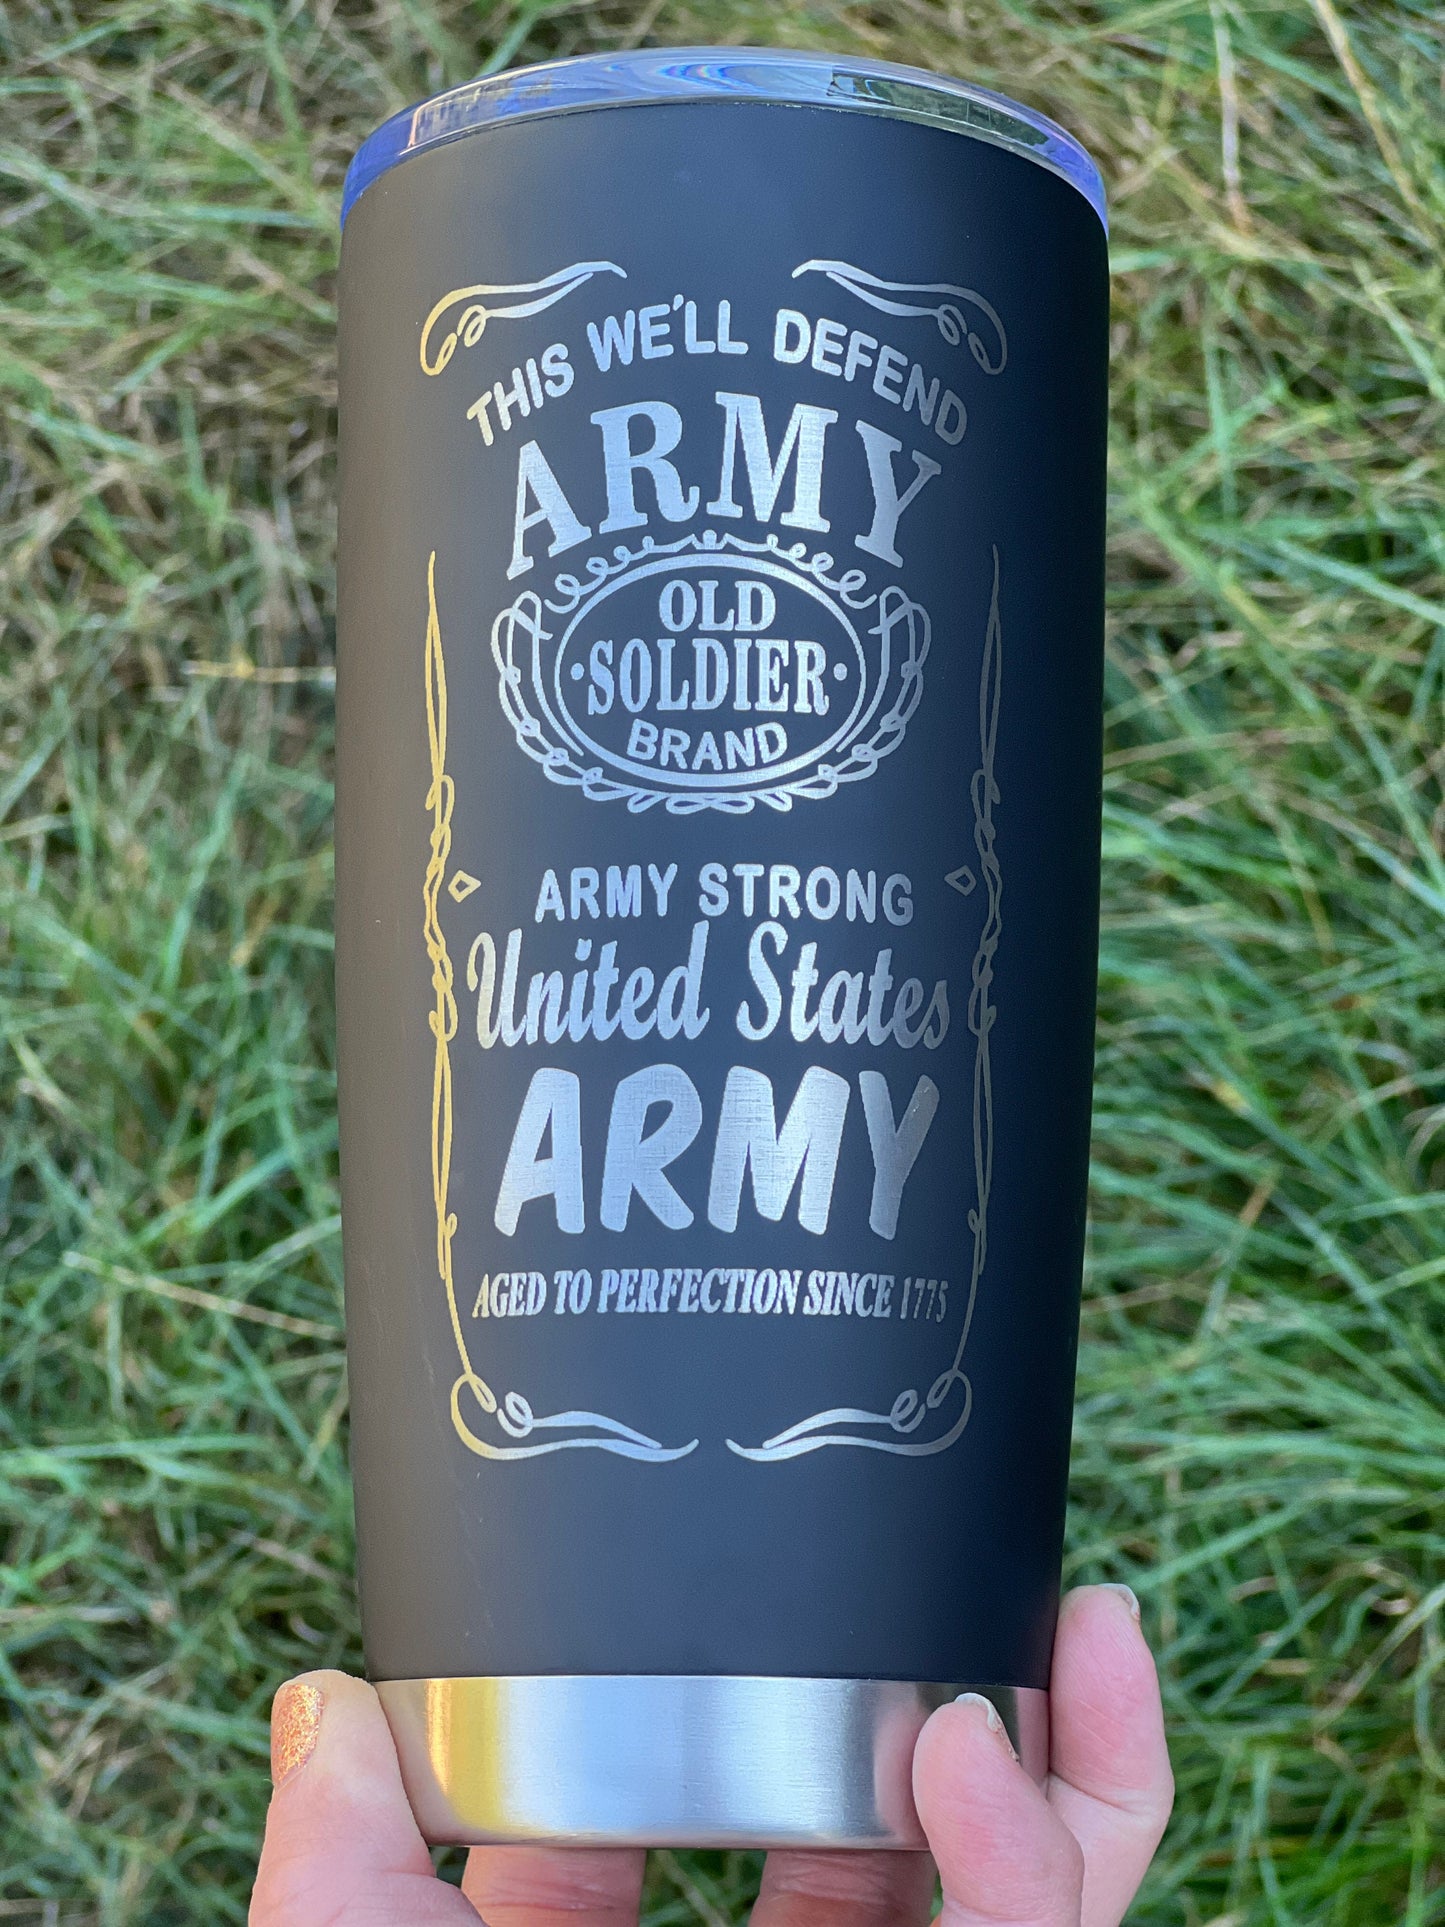 THIS WE'LL DEFEND
ARMY
OLD
·SOLDIER·
BRAND
ARMY STRONG
United States
ARMY
AGED TO PERFECTION SINCE 1775